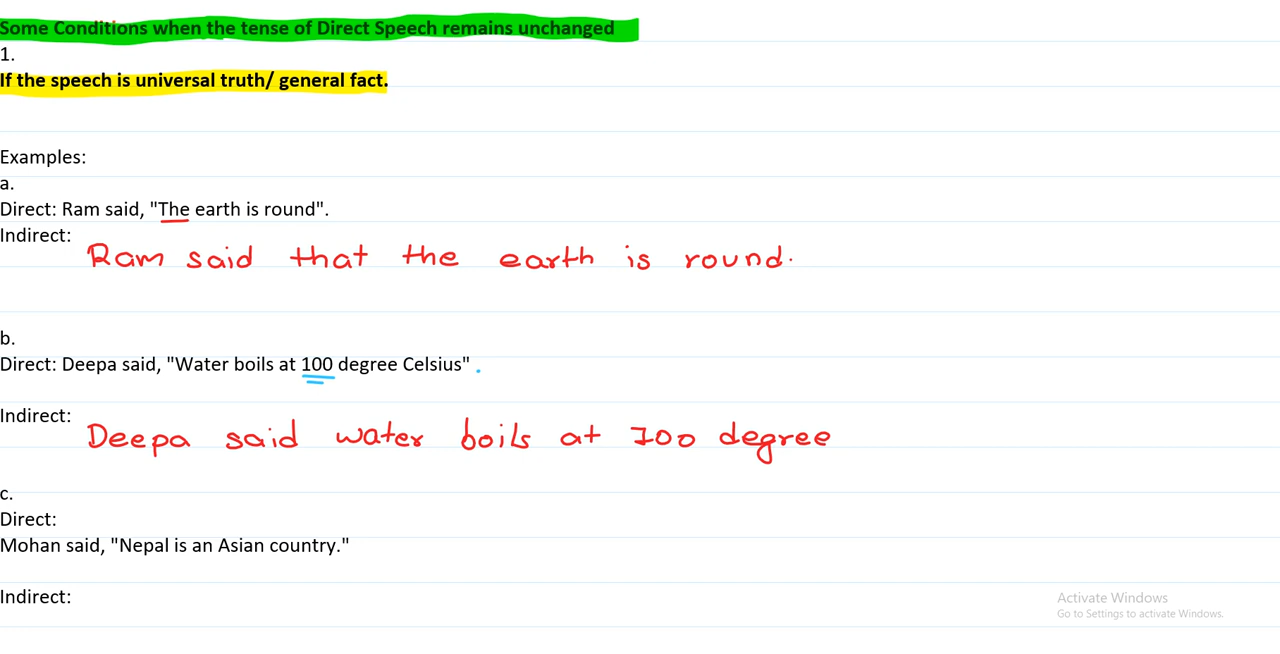 Some Conditions when the tense of Direct Speech remains unchanged
1.
If the speech is universal truth/ general fact.
Examples:
a.
Direct: Ram said, "The earth is round".
Indirect:
Ram said that the earth is round.
b.
Direct: Deepa said, "Water boils at 100 degree Celsius".
Indirect:
Deepa said water boils at 100 degree
c.
Direct:
Mohan said, "Nepal is an Asian country."
Indirect:
Activate Windows
Go to Settings to activate Windows.